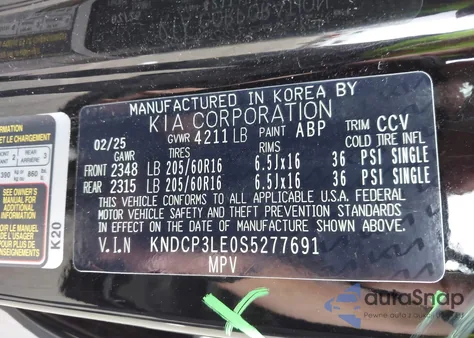 MANUFACTURED IN KOREA BY
KIA CORPORATION
02/25 GVWR 4211 LB PAINT ABP TRIM CCV
GAWR TIRES RIMS COLD TIRE INFL
FRONT 2348 LB 205/60R16 6.5Jx16 36 PSI SINGLE
REAR 2315 LB 205/60R16 6.5Jx16 36 PSI SINGLE
THIS VEHICLE CONFORMS TO ALL APPLICABLE U.S.A. FEDERAL
MOTOR VEHICLE SAFETY AND THEFT PREVENTION STANDARDS
IN EFFECT ON THE DATE OF MANUFACTURE SHOWN ABOVE.
V.I.N KNDCP3LE0S5277691
MPV
ET LE CHARGEMENT
K20
autoSnap